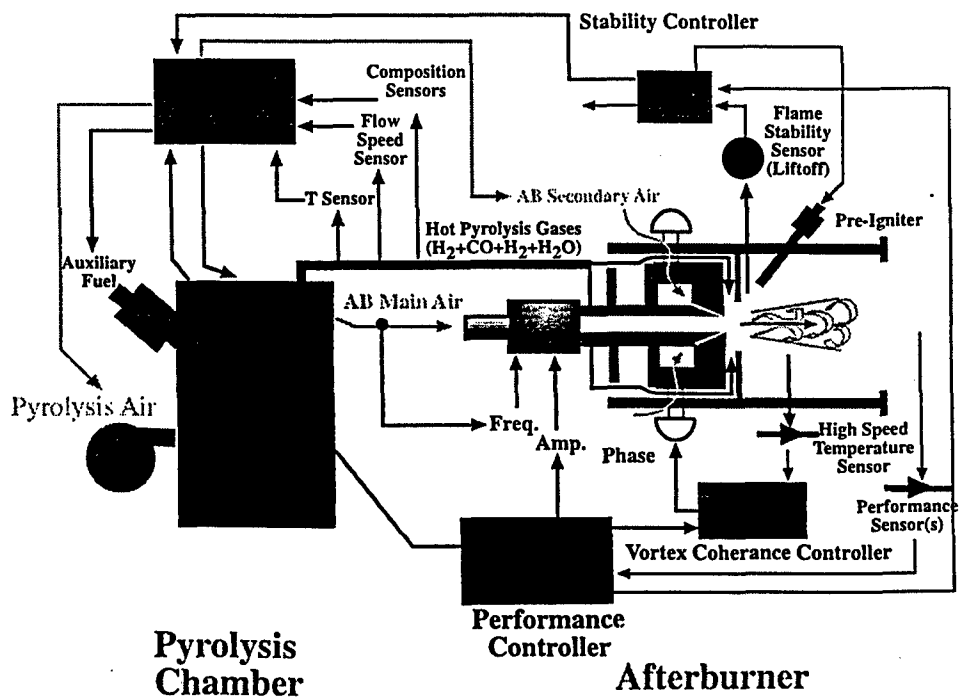 Stability Controller
Composition
Sensors
Flow
Speed
Sensor
T Sensor
Flame
Stability
Sensor
(Liftoff)
AB Secondary Air
Pre-Igniter
Hot Pyrolysis Gases
(H₂+CO+H₂+H₂O)
Auxiliary
Fuel
AB Main Air
Pyrolysis Air
Freq.
Amp.
Phase
High Speed
Temperature
Sensor
Performance
Sensor(s)
Vortex Coherance Controller
Performance
Controller
Pyrolysis
Chamber
Afterburner